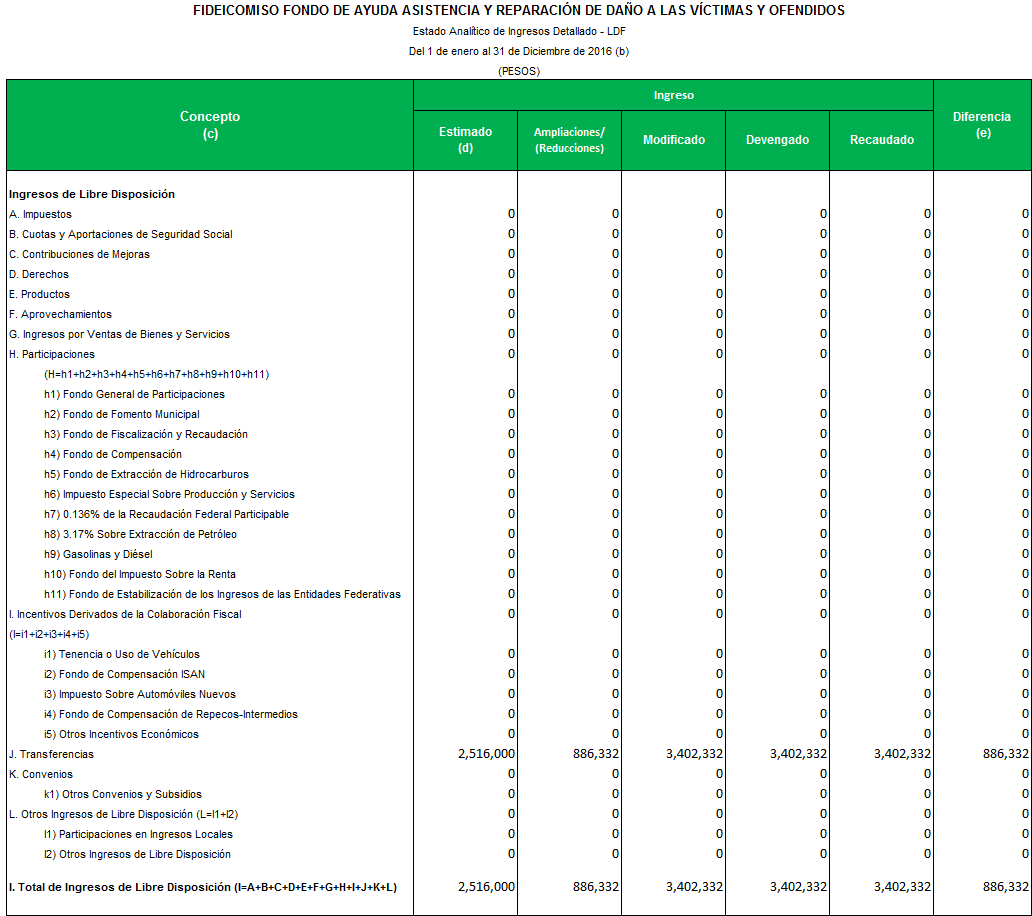 FIDEICOMISO FONDO DE AYUDA ASISTENCIA Y REPARACIÓN DE DAÑO A LAS VÍCTIMAS Y OFENDIDOS
Estado Analítico de Ingresos Detallado - LDF
Del 1 de enero al 31 de Diciembre de 2016 (b)
(PESOS)
Concepto (c) Ingreso Diferencia (e)
Estimado (d) Ampliaciones/ (Reducciones) Modificado Devengado Recaudado
Ingresos de Libre Disposición
A. Impuestos 0 0 0 0 0 0
B. Cuotas y Aportaciones de Seguridad Social 0 0 0 0 0 0
C. Contribuciones de Mejoras 0 0 0 0 0 0
D. Derechos 0 0 0 0 0 0
E. Productos 0 0 0 0 0 0
F. Aprovechamientos 0 0 0 0 0 0
G. Ingresos por Ventas de Bienes y Servicios 0 0 0 0 0 0
H. Participaciones 0 0 0 0 0 0
(H=h1+h2+h3+h4+h5+h6+h7+h8+h9+h10+h11)
h1) Fondo General de Participaciones 0 0 0 0 0 0
h2) Fondo de Fomento Municipal 0 0 0 0 0 0
h3) Fondo de Fiscalización y Recaudación 0 0 0 0 0 0
h4) Fondo de Compensación 0 0 0 0 0 0
h5) Fondo de Extracción de Hidrocarburos 0 0 0 0 0 0
h6) Impuesto Especial Sobre Producción y Servicios 0 0 0 0 0 0
h7) 0.136% de la Recaudación Federal Participable 0 0 0 0 0 0
h8) 3.17% Sobre Extracción de Petróleo 0 0 0 0 0 0
h9) Gasolinas y Diésel 0 0 0 0 0 0
h10) Fondo del Impuesto Sobre la Renta 0 0 0 0 0 0
h11) Fondo de Estabilización de los Ingresos de las Entidades Federativas 0 0 0 0 0 0
I. Incentivos Derivados de la Colaboración Fiscal 0 0 0 0 0 0
(I=i1+i2+i3+i4+i5)
i1) Tenencia o Uso de Vehículos 0 0 0 0 0 0
i2) Fondo de Compensación ISAN 0 0 0 0 0 0
i3) Impuesto Sobre Automóviles Nuevos 0 0 0 0 0 0
i4) Fondo de Compensación de Repecos-Intermedios 0 0 0 0 0 0
i5) Otros Incentivos Económicos 0 0 0 0 0 0
J. Transferencias 2,516,000 886,332 3,402,332 3,402,332 3,402,332 886,332
K. Convenios 0 0 0 0 0 0
k1) Otros Convenios y Subsidios 0 0 0 0 0 0
L. Otros Ingresos de Libre Disposición (L=l1+l2) 0 0 0 0 0 0
l1) Participaciones en Ingresos Locales 0 0 0 0 0 0
l2) Otros Ingresos de Libre Disposición 0 0 0 0 0 0
I. Total de Ingresos de Libre Disposición (I=A+B+C+D+E+F+G+H+I+J+K+L) 2,516,000 886,332 3,402,332 3,402,332 3,402,332 886,332